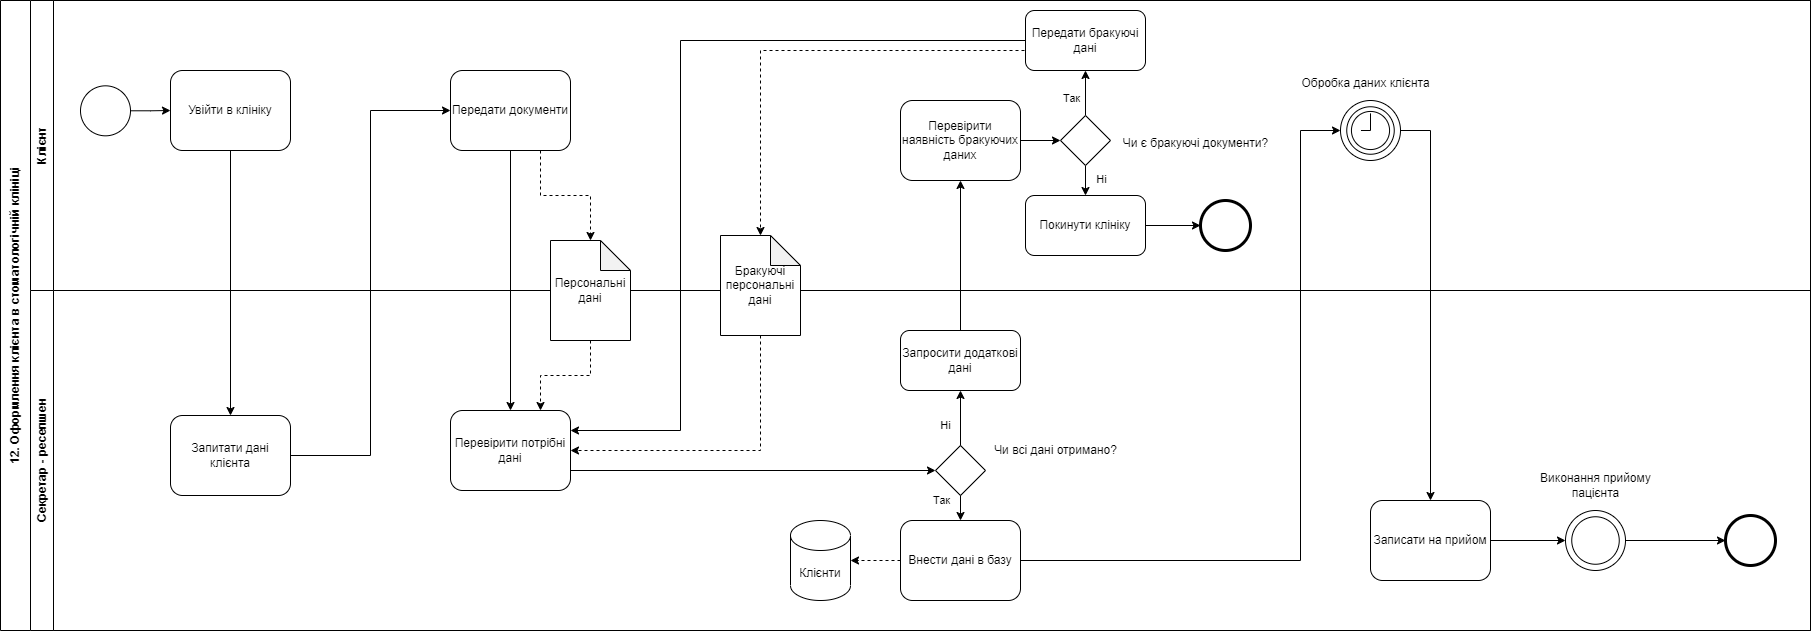 12. Оформлення клієнта в стоматологічній клініці
Клієнт
Увійти в клініку
Передати документи
Передати бракуючі
дані
Так
Перевірити
наявність бракуючих
даних
Чи є бракуючі документи?
Ні
Покинути клініку
Обробка даних клієнта
Персональні
дані
Бракуючі
персональні
дані
Секретар - ресепшен
Запитати дані
клієнта
Перевірити потрібні
дані
Запросити додаткові
дані
Ні
Чи всі дані отримано?
Так
Внести дані в базу
Клієнти
Записати на прийом
Виконання прийому
пацієнта